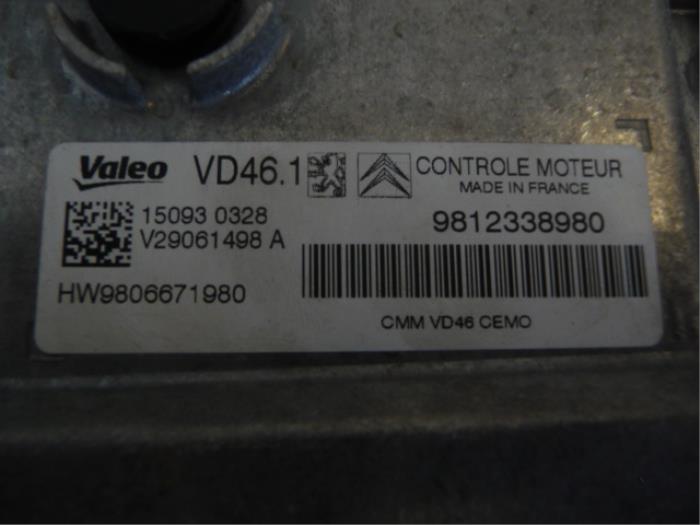 Valeo VD46.1 CONTROLE MOTEUR
MADE IN FRANCE
15093 0328
9812338980
V29061498 A
HW9806671980
CMM VD46 CEMO